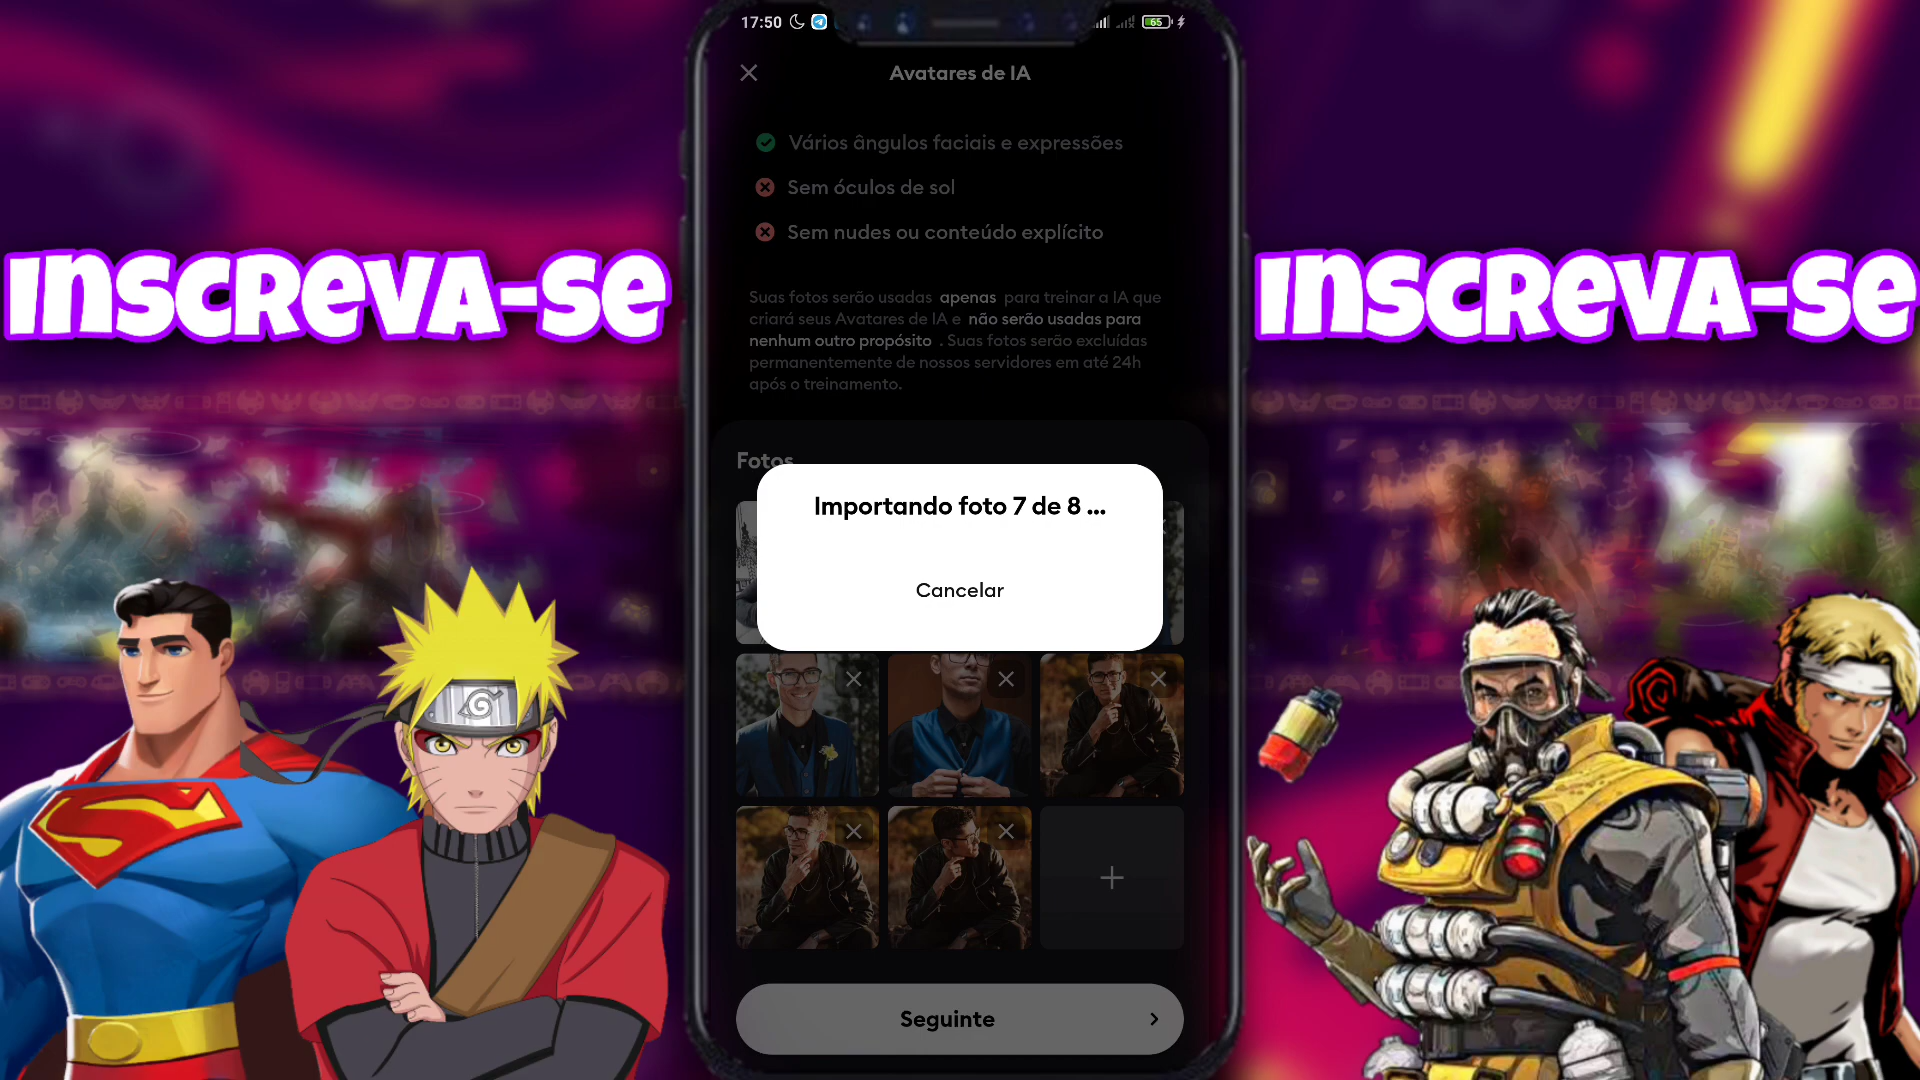 17:50
65
Avatares de IA
Vários ângulos faciais e expressões
Sem óculos de sol
Sem nudes ou conteúdo explícito
INSCREVA-SE
INSCREVA-SE
Suas fotos serão usadas apenas para treinar a IA que
criará seus Avatares de IA e não serão usadas para
nenhum outro propósito . Suas fotos serão excluídas
permanentemente de nossos servidores em até 24h
após o treinamento.
Fotos
Importando foto 7 de 8 ...
Cancelar
Seguinte